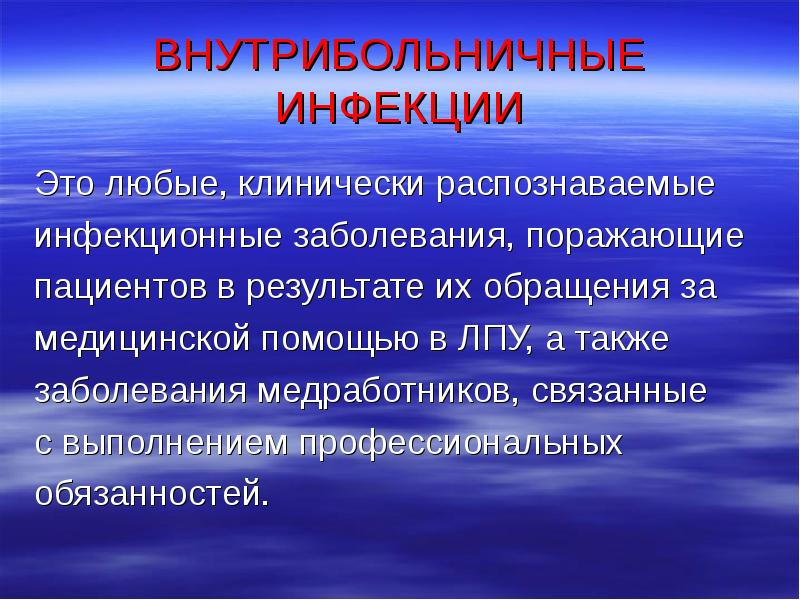 ВНУТРИБОЛЬНИЧНЫЕ
ИНФЕКЦИИ
Это любые, клинически распознаваемые
инфекционные заболевания, поражающие
пациентов в результате их обращения за
медицинской помощью в ЛПУ, а также
заболевания медработников, связанные
с выполнением профессиональных
обязанностей.